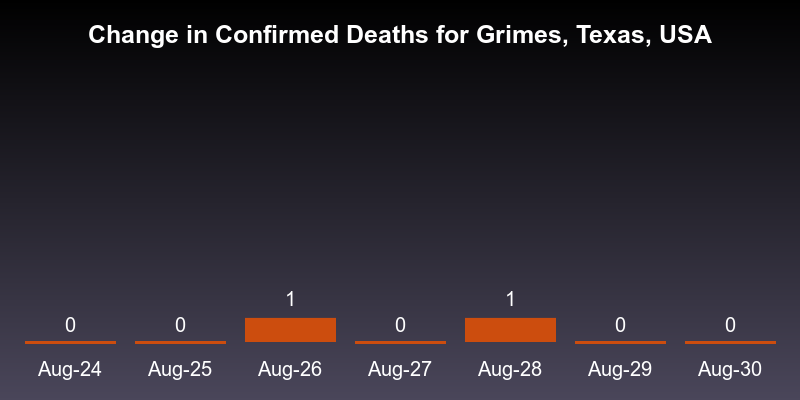 Change in Confirmed Deaths for Grimes, Texas, USA
0 0 1 0 1 0 0
Aug-24 Aug-25 Aug-26 Aug-27 Aug-28 Aug-29 Aug-30